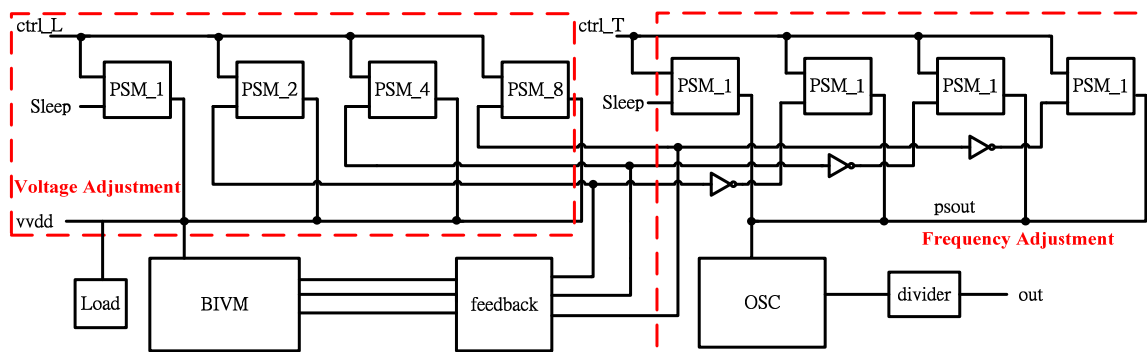 ctrl_L
ctrl_T
PSM_1
PSM_2
PSM_4
PSM_8
PSM_1
PSM_1
PSM_1
PSM_1
Sleep
Sleep
Voltage Adjustment
vvdd
psout
Frequency Adjustment
Load
BIVM
feedback
OSC
divider
out